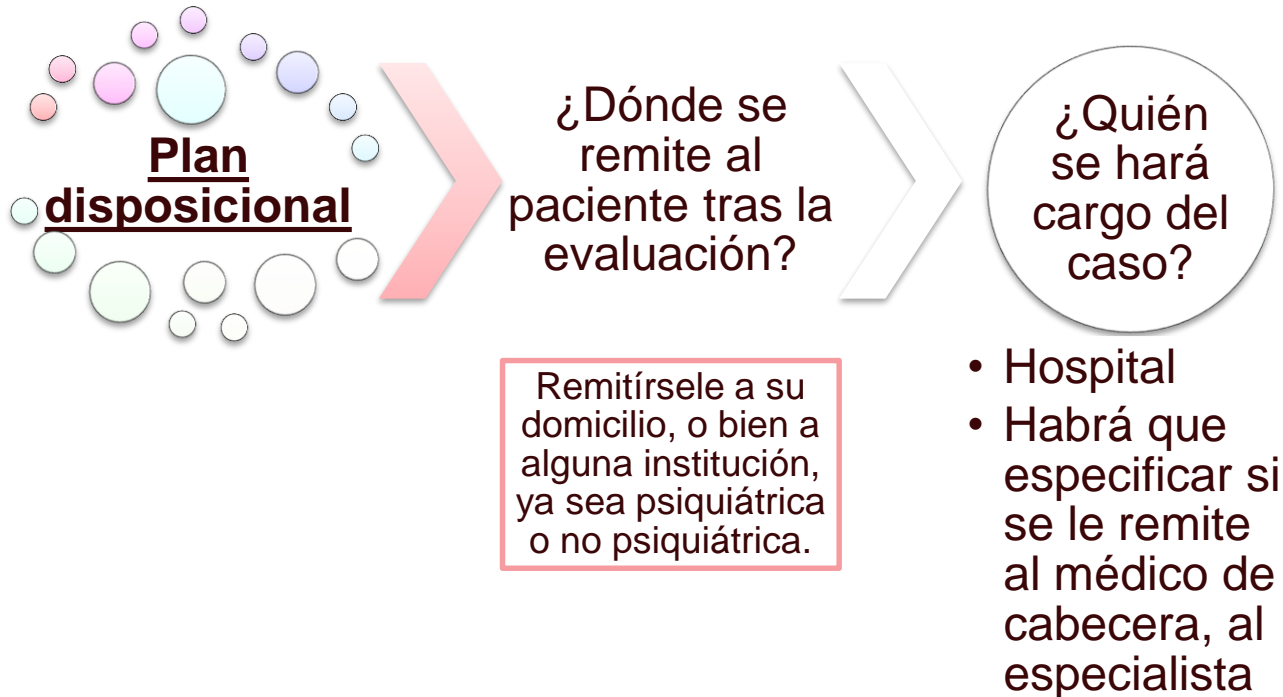 Plan
disposicional
¿Dónde se
remite al
paciente tras la
evaluación?
Remitírsele a su
domicilio, o bien a
alguna institución,
ya sea psiquiátrica
o no psiquiátrica.
¿Quién
se hará
cargo del
caso?
• Hospital
• Habrá que
especificar si
se le remite
al médico de
cabecera, al
especialista